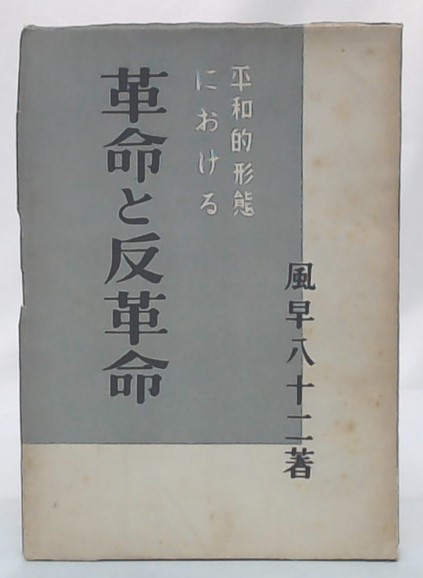 平和的形態
における
革命と反革命
風早八十二著